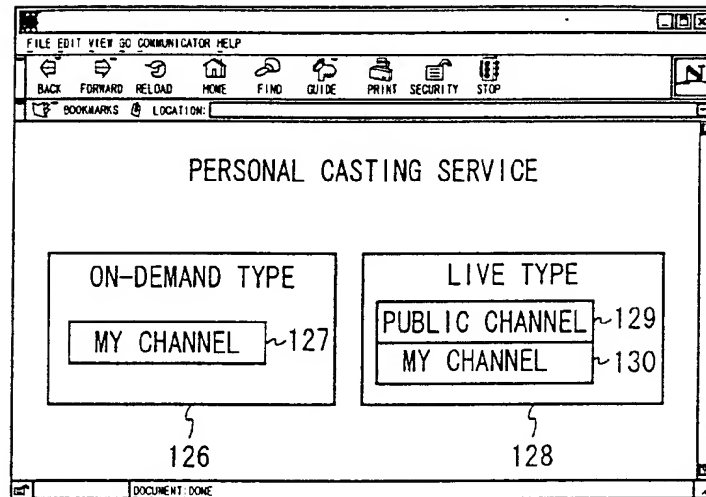 FILE EDIT VIEW GO COMMUNICATOR HELP
BACK FORWARD RELOAD HOME FIND GUIDE PRINT SECURITY STOP
N
BOOKMARKS LOCATION:
PERSONAL CASTING SERVICE
ON-DEMAND TYPE
MY CHANNEL 127
126
LIVE TYPE
PUBLIC CHANNEL 129
MY CHANNEL 130
128
DOCUMENT:DONE